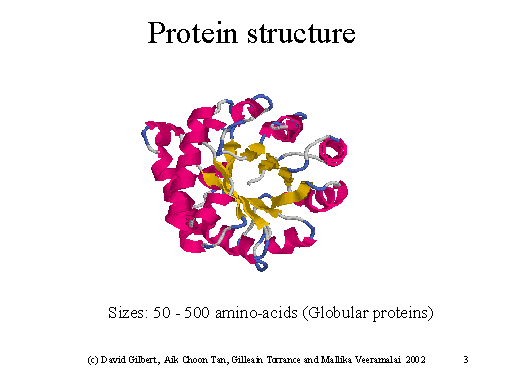 Protein structure
Sizes: 50 - 500 amino-acids (Globular proteins)
(c) David Gilbert, Aik Choon Tan, Gilleain Torrance and Mallika Veeramalai 2002 3